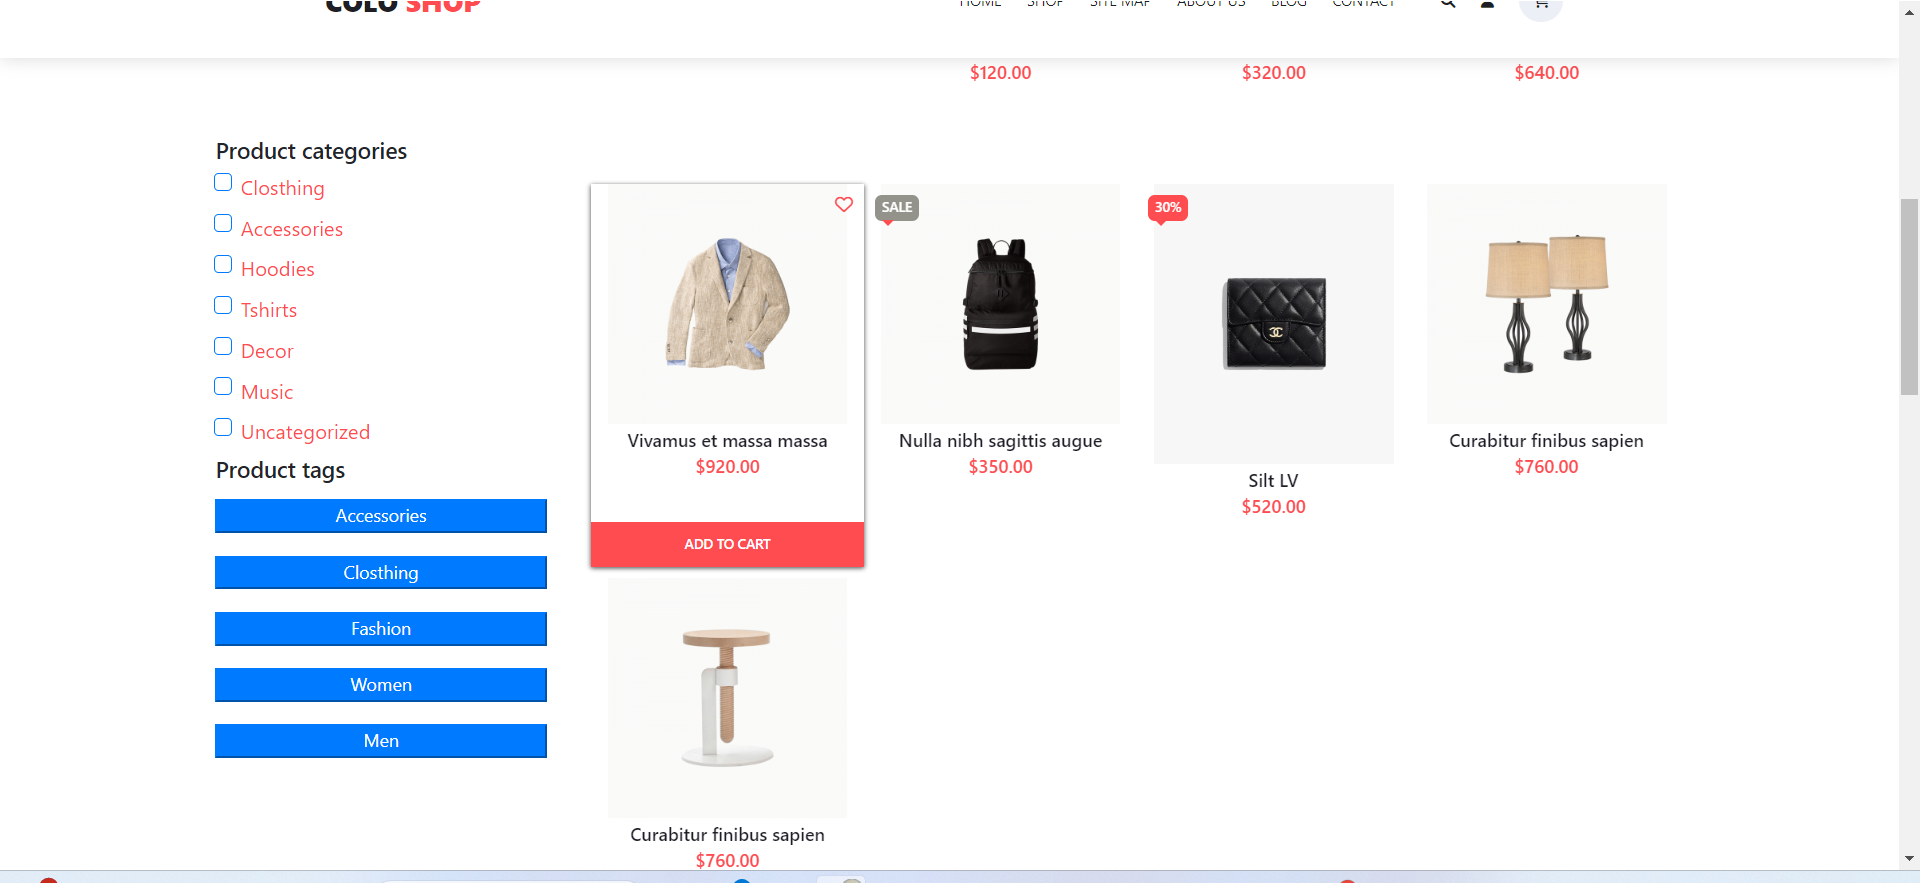 COLO SHOP
HOME SHOP SITE MAP ABOUT US BLOG CONTACT
$120.00 $320.00 $640.00
Product categories
Closthing
Accessories
Hoodies
Tshirts
Decor
Music
Uncategorized
Product tags
Accessories
Closthing
Fashion
Women
Men
Vivamus et massa massa
$920.00
ADD TO CART
SALE
Nulla nibh sagittis augue
$350.00
30%
Silt LV
$520.00
Curabitur finibus sapien
$760.00
Curabitur finibus sapien
$760.00